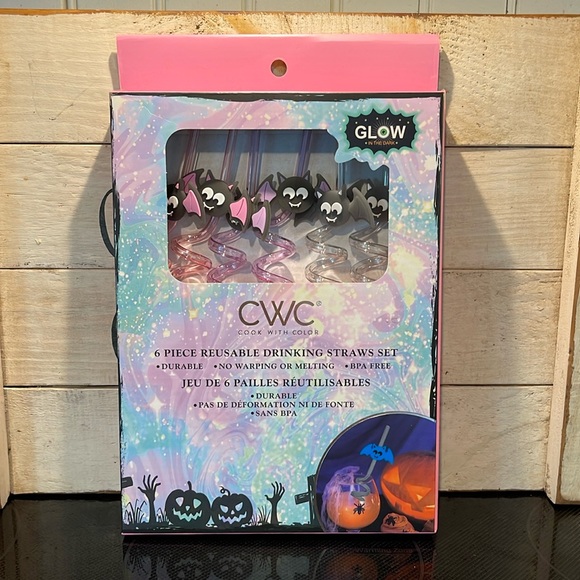 GLOW
• IN THE DARK •
CWC®
COOK WITH COLOR
6 PIECE REUSABLE DRINKING STRAWS SET
• DURABLE • NO WARPING OR MELTING • BPA FREE
JEU DE 6 PAILLES RÉUTILISABLES
• DURABLE
• PAS DE DÉFORMATION NI DE FONTE
• SANS BPA